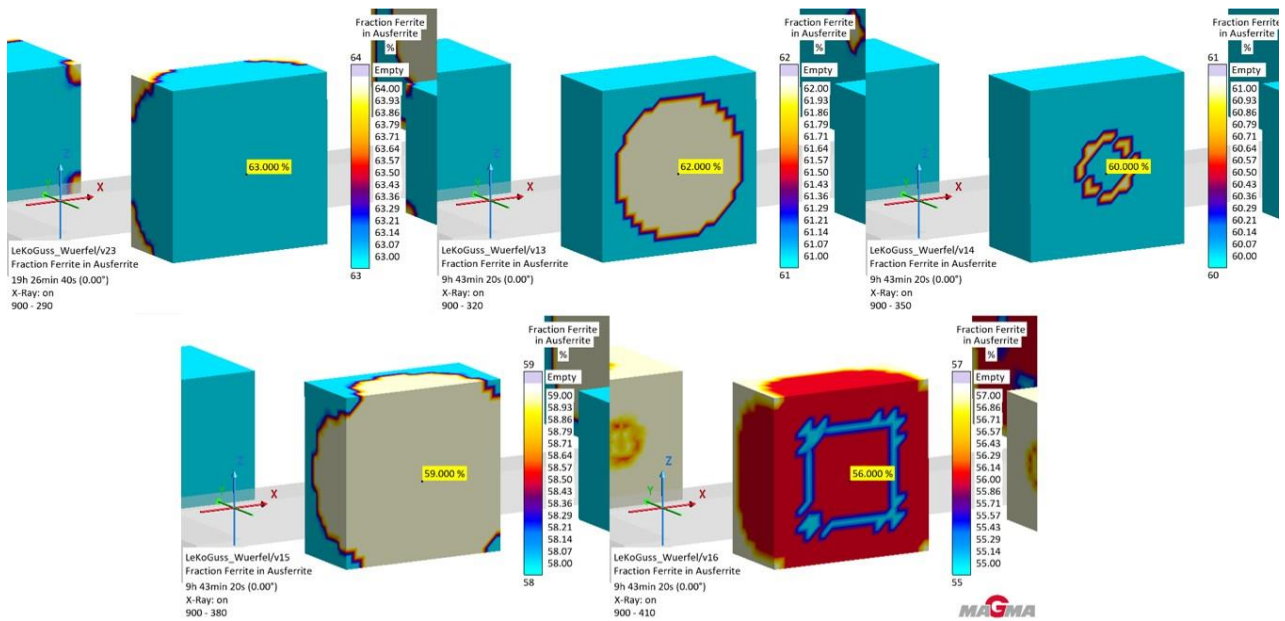 Fraction Ferrite
in Ausferrite
%
64
Empty
64.00
63.93
63.86
63.79
63.71
63.64
63.57
63.50
63.43
63.36
63.29
63.21
63.14
63.07
63.00
63
63.000 %
Z
Y
X
LeKoGuss_Wuerfel/v23
Fraction Ferrite in Ausferrite
19h 26min 40s (0.00°)
X-Ray: on
900 - 290
Fraction Ferrite
in Ausferrite
%
62
Empty
62.00
61.93
61.86
61.79
61.71
61.64
61.57
61.50
61.43
61.36
61.29
61.21
61.14
61.07
61.00
61
62.000 %
Z
Y
X
LeKoGuss_Wuerfel/v13
Fraction Ferrite in Ausferrite
9h 43min 20s (0.00°)
X-Ray: on
900 - 320
Fraction Ferrite
in Ausferrite
%
61
Empty
61.00
60.93
60.86
60.79
60.71
60.64
60.57
60.50
60.43
60.36
60.29
60.21
60.14
60.07
60.00
60
60.000 %
Z
Y
X
LeKoGuss_Wuerfel/v14
Fraction Ferrite in Ausferrite
9h 43min 20s (0.00°)
X-Ray: on
900 - 350
Fraction Ferrite
in Ausferrite
%
59
Empty
59.00
58.93
58.86
58.79
58.71
58.64
58.57
58.50
58.43
58.36
58.29
58.21
58.14
58.07
58.00
58
59.000 %
Z
Y
X
LeKoGuss_Wuerfel/v15
Fraction Ferrite in Ausferrite
9h 43min 20s (0.00°)
X-Ray: on
900 - 380
Fraction Ferrite
in Ausferrite
%
57
Empty
57.00
56.86
56.71
56.57
56.43
56.29
56.14
56.00
55.86
55.71
55.57
55.43
55.29
55.14
55.00
55
56.000 %
Z
Y
X
LeKoGuss_Wuerfel/v16
Fraction Ferrite in Ausferrite
9h 43min 20s (0.00°)
X-Ray: on
900 - 410
MAGMA